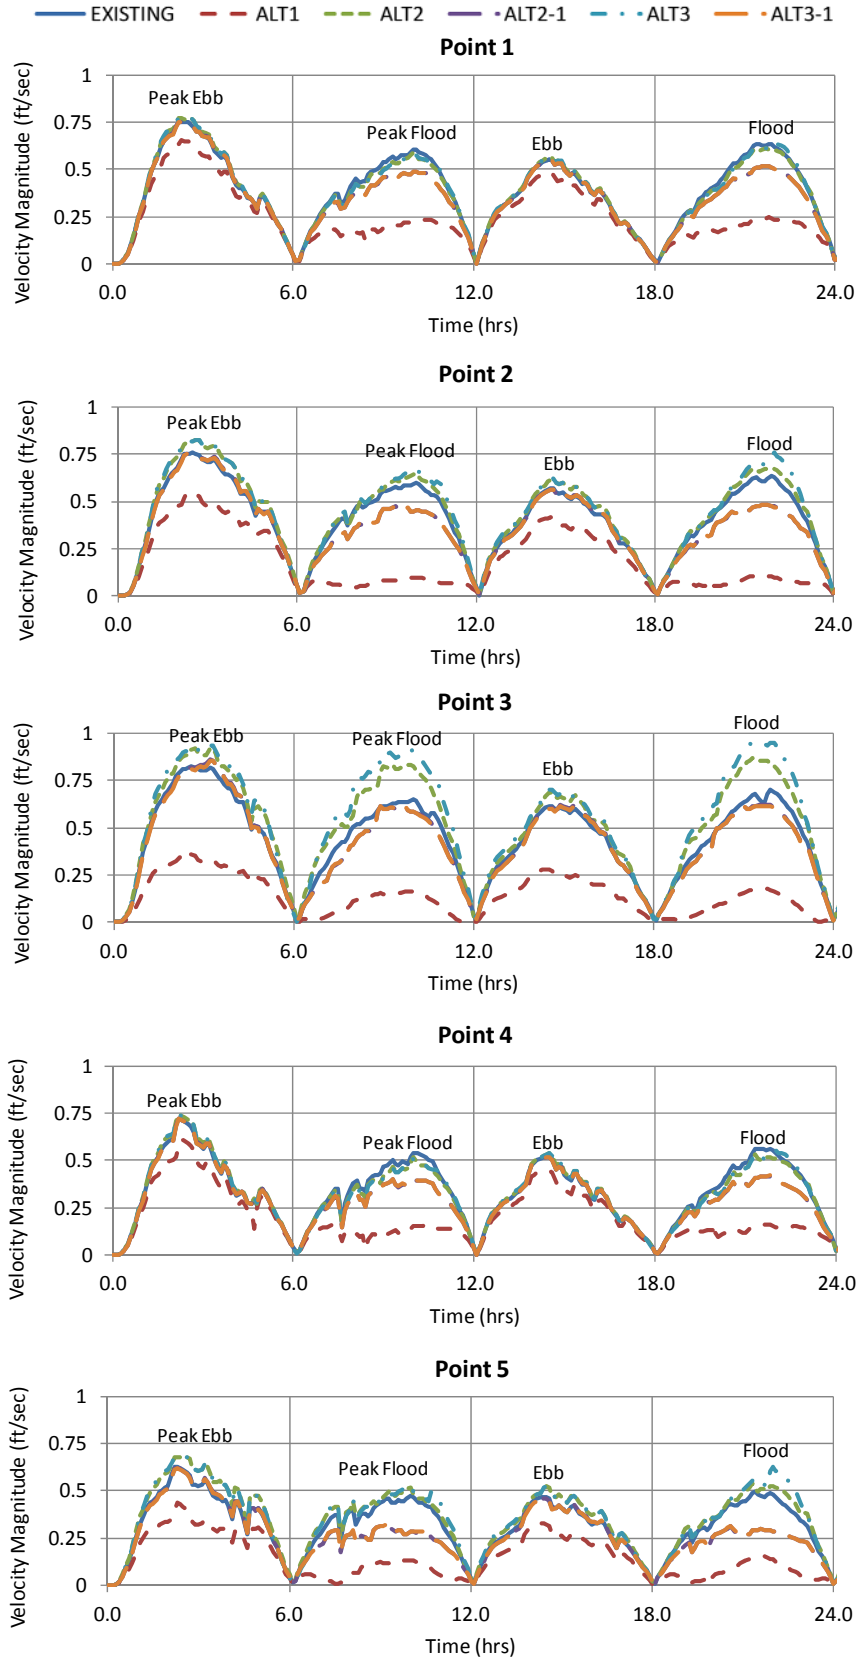 EXISTING ALT1 ALT2 ALT2-1 ALT3 ALT3-1
Point 1
Velocity Magnitude (ft/sec)
1
0.75
0.5
0.25
0
Peak Ebb
Peak Flood
Ebb
Flood
0.0 6.0 12.0 18.0 24.0
Time (hrs)
Point 2
Velocity Magnitude (ft/sec)
1
0.75
0.5
0.25
0
Peak Ebb
Peak Flood
Ebb
Flood
0.0 6.0 12.0 18.0 24.0
Time (hrs)
Point 3
Velocity Magnitude (ft/sec)
1
0.75
0.5
0.25
0
Peak Ebb
Peak Flood
Ebb
Flood
0.0 6.0 12.0 18.0 24.0
Time (hrs)
Point 4
Velocity Magnitude (ft/sec)
1
0.75
0.5
0.25
0
Peak Ebb
Peak Flood
Ebb
Flood
0.0 6.0 12.0 18.0 24.0
Time (hrs)
Point 5
Velocity Magnitude (ft/sec)
1
0.75
0.5
0.25
0
Peak Ebb
Peak Flood
Ebb
Flood
0.0 6.0 12.0 18.0 24.0
Time (hrs)